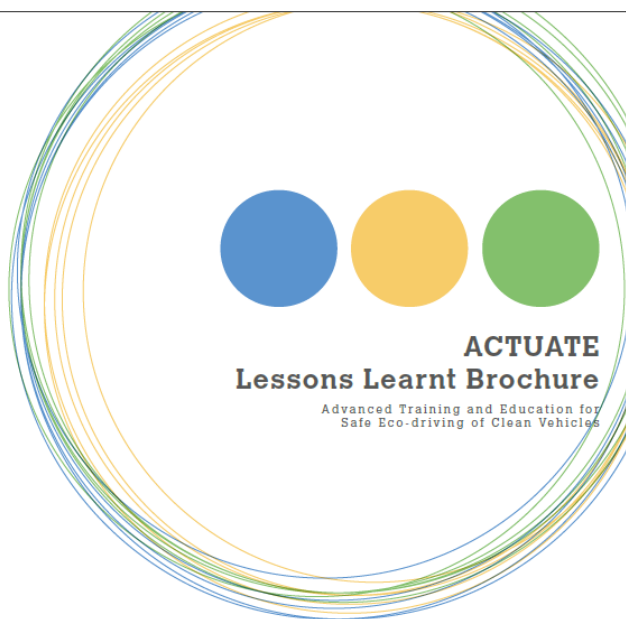 ACTUATE
Lessons Learnt Brochure
Advanced Training and Education for
Safe Eco-driving of Clean Vehicles